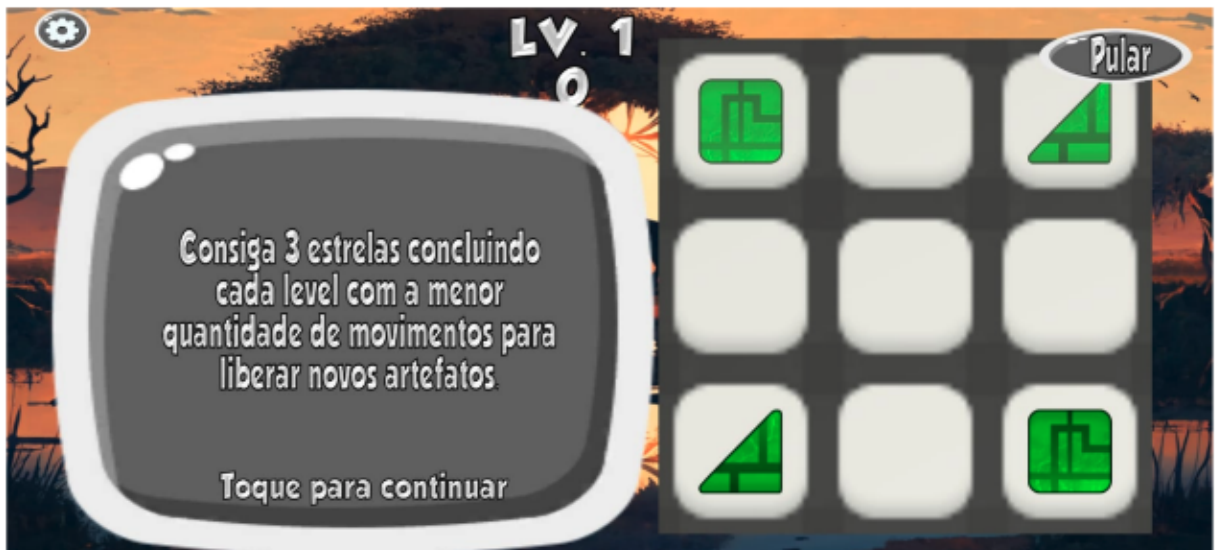 LV. 1
0
Pular
Consiga 3 estrelas concluindo
cada level com a menor
quantidade de movimentos para
liberar novos artefatos.
Toque para continuar